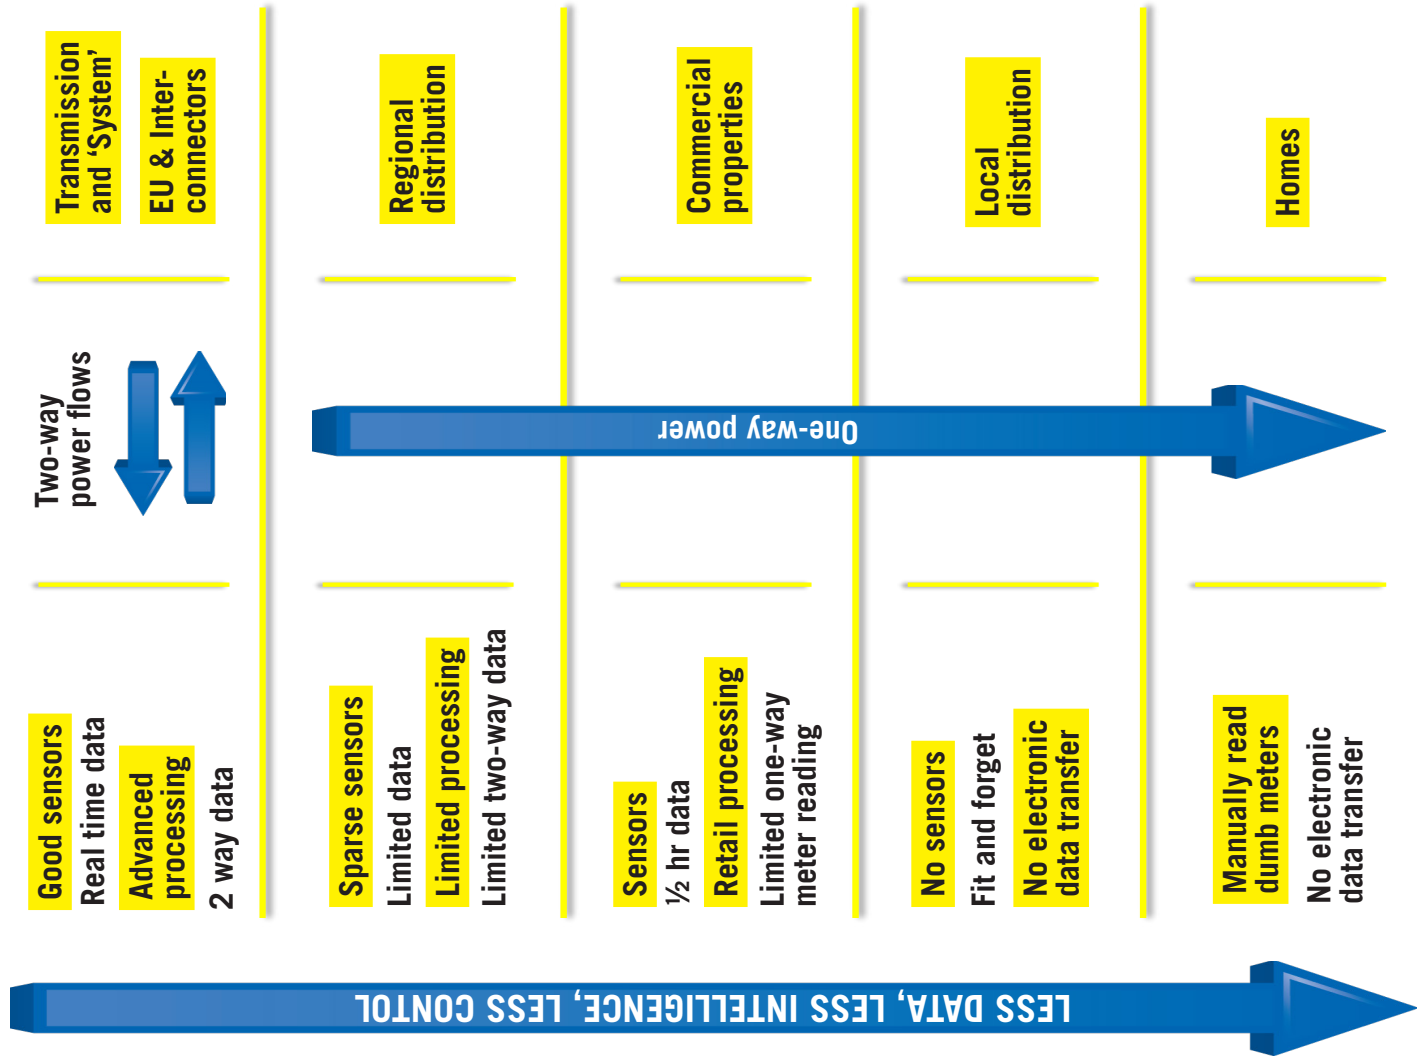 Transmission
and ‘System’
EU & Inter-
connectors
Two-way
power flows
Good sensors
Real time data
Advanced
processing
2 way data
Regional
distribution
Sparse sensors
Limited data
Limited processing
Limited two-way data
Commercial
properties
Sensors
½ hr data
Retail processing
Limited one-way
meter reading
Local
distribution
No sensors
Fit and forget
No electronic
data transfer
Homes
Manually read
dumb meters
No electronic
data transfer
One-way power
LESS DATA, LESS INTELLIGENCE, LESS CONTOL